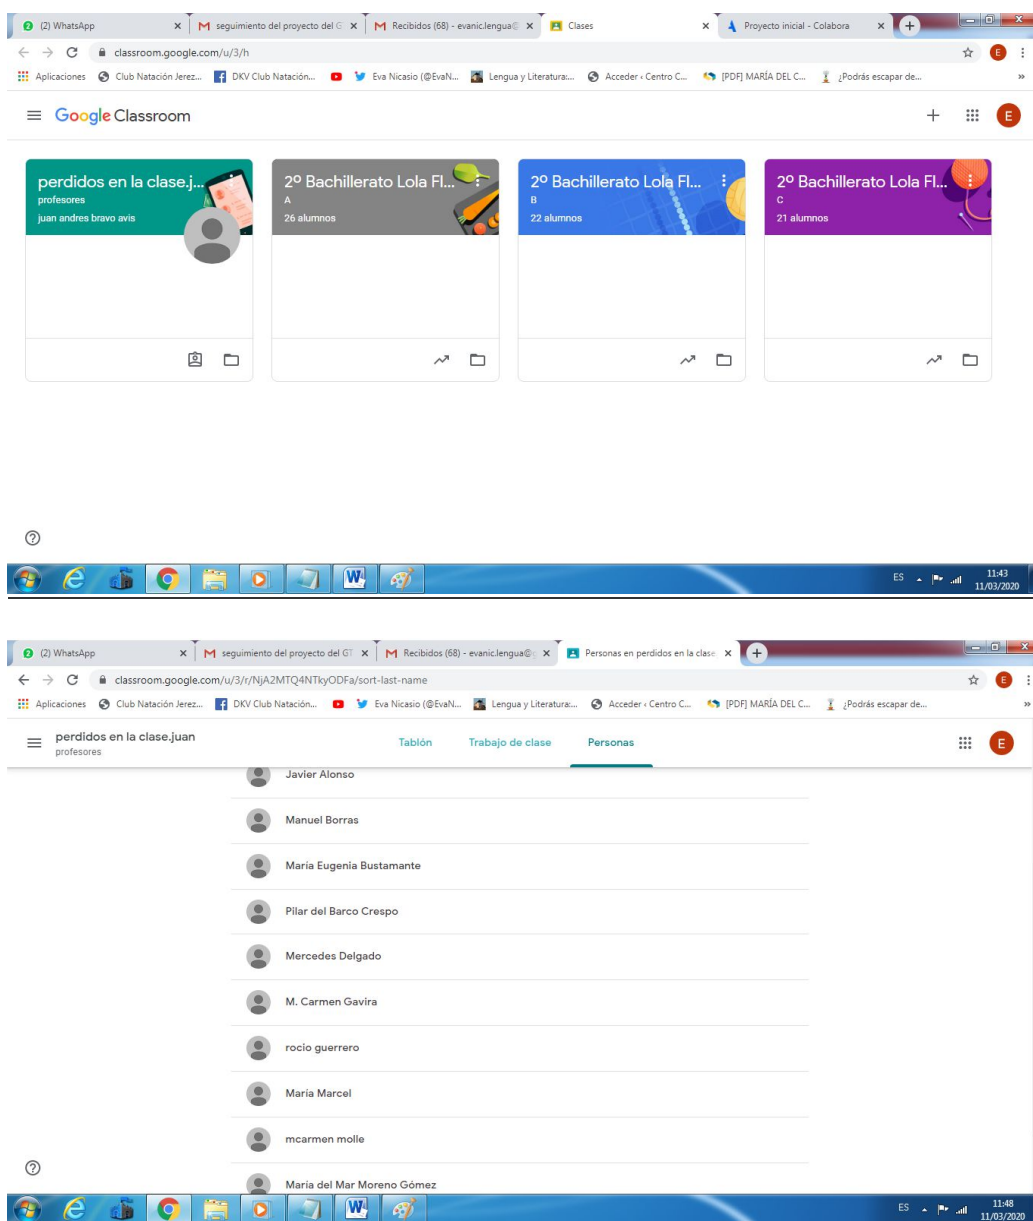 (2) WhatsApp
seguimiento del proyecto del G
Recibidos (68) - evanic.lengua@
Clases
Proyecto inicial - Colabora
classroom.google.com/u/3/h
E
Aplicaciones
Club Natación Jerez...
DKV Club Natación...
Eva Nicasio (@EvaN...
Lengua y Literatura:...
Acceder ‹ Centro C...
[PDF] MARÍA DEL C...
¿Podrás escapar de...
»
Google Classroom
E
perdidos en la clase.j...
profesores
juan andres bravo avis
2º Bachillerato Lola Fl...
A
26 alumnos
2º Bachillerato Lola Fl...
B
22 alumnos
2º Bachillerato Lola Fl...
C
21 alumnos
ES
11:43
11/03/2020
(2) WhatsApp
seguimiento del proyecto del GT
Recibidos (68) - evanic.lengua@
Personas en perdidos en la clase
classroom.google.com/u/3/r/NjA2MTQ4NTkyODFa/sort-last-name
E
Aplicaciones
Club Natación Jerez...
DKV Club Natación...
Eva Nicasio (@EvaN...
Lengua y Literatura:...
Acceder ‹ Centro C...
[PDF] MARÍA DEL C...
¿Podrás escapar de...
»
perdidos en la clase.juan
profesores
Tablón
Trabajo de clase
Personas
E
Javier Alonso
Manuel Borras
María Eugenia Bustamante
Pilar del Barco Crespo
Mercedes Delgado
M. Carmen Gavira
rocio guerrero
María Marcel
mcarmen molle
María del Mar Moreno Gómez
ES
11:48
11/03/2020